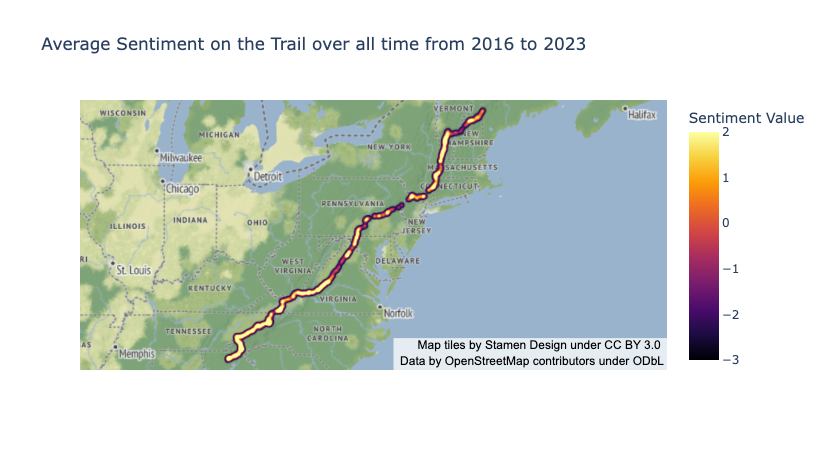 Average Sentiment on the Trail over all time from 2016 to 2023
Sentiment Value
2
1
0
−1
−2
−3
WISCONSIN
VERMONT
Halifax
MICHIGAN
NEW
HAMPSHIRE
NEW YORK
Milwaukee
MASSACHUSETTS
Detroit
Chicago
CONNECTICUT
PENNSYLVANIA
ILLINOIS
INDIANA
OHIO
NEW
JERSEY
WEST
VIRGINIA
DELAWARE
St. Louis
KENTUCKY
VIRGINIA
Norfolk
TENNESSEE
NORTH
CAROLINA
Memphis
Map tiles by Stamen Design under CC BY 3.0
Data by OpenStreetMap contributors under ODbL